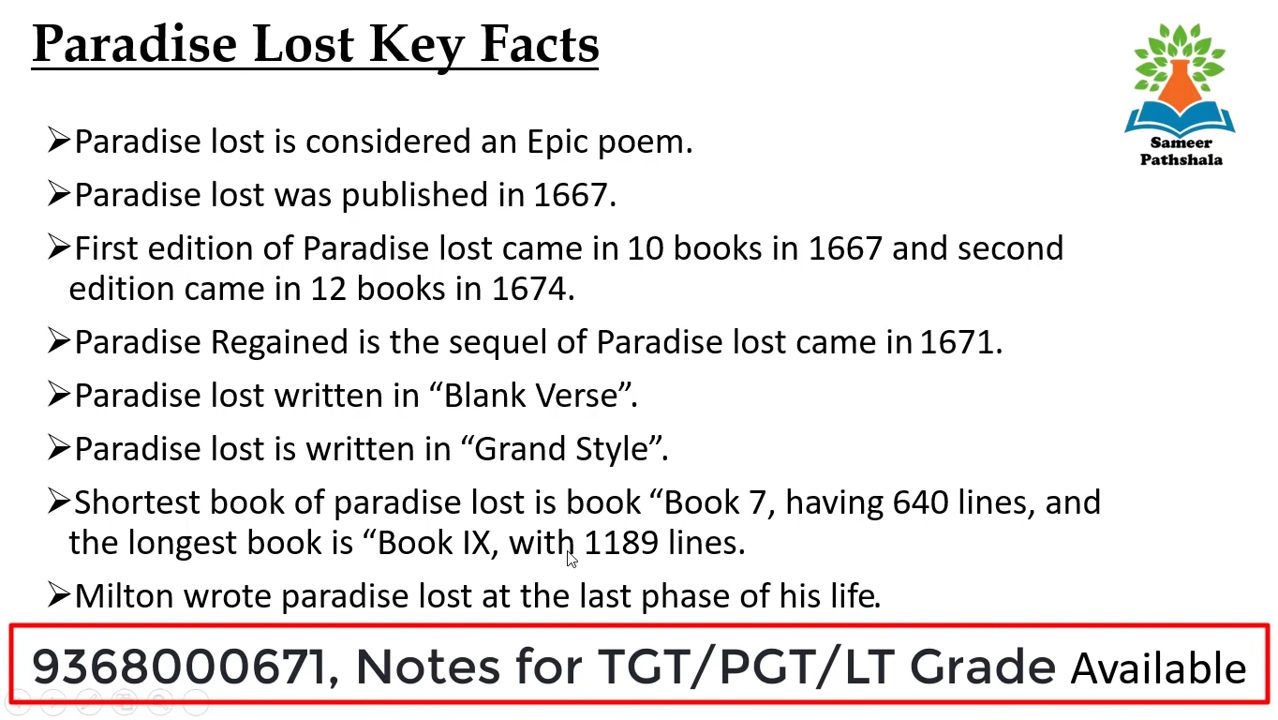 Paradise Lost Key Facts
Sameer
Pathshala
➢Paradise lost is considered an Epic poem.
➢Paradise lost was published in 1667.
➢First edition of Paradise lost came in 10 books in 1667 and second
edition came in 12 books in 1674.
➢Paradise Regained is the sequel of Paradise lost came in 1671.
➢Paradise lost written in “Blank Verse”.
➢Paradise lost is written in “Grand Style”.
➢Shortest book of paradise lost is book “Book 7, having 640 lines, and
the longest book is “Book IX, with 1189 lines.
➢Milton wrote paradise lost at the last phase of his life.
9368000671, Notes for TGT/PGT/LT Grade Available